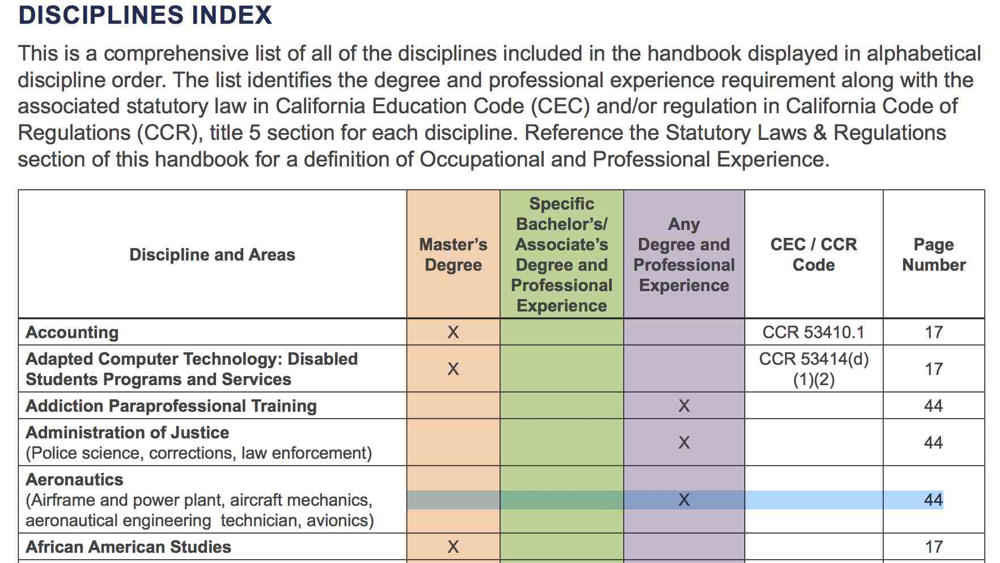 DISCIPLINES INDEX
This is a comprehensive list of all of the disciplines included in the handbook displayed in alphabetical
discipline order. The list identifies the degree and professional experience requirement along with the
associated statutory law in California Education Code (CEC) and/or regulation in California Code of
Regulations (CCR), title 5 section for each discipline. Reference the Statutory Laws & Regulations
section of this handbook for a definition of Occupational and Professional Experience.
Discipline and Areas
Master's
Degree
Specific
Bachelor's/
Associate's
Degree and
Professional
Experience
Any
Degree and
Professional
Experience
CEC / CCR
Code
Page
Number
Accounting X CCR 53410.1 17
Adapted Computer Technology: Disabled
Students Programs and Services
X
CCR 53414(d)
(1)(2)
17
Addiction Paraprofessional Training X 44
Administration of Justice
(Police science, corrections, law enforcement)
X 44
Aeronautics
(Airframe and power plant, aircraft mechanics,
aeronautical engineering technician, avionics)
X 44
African American Studies X 17